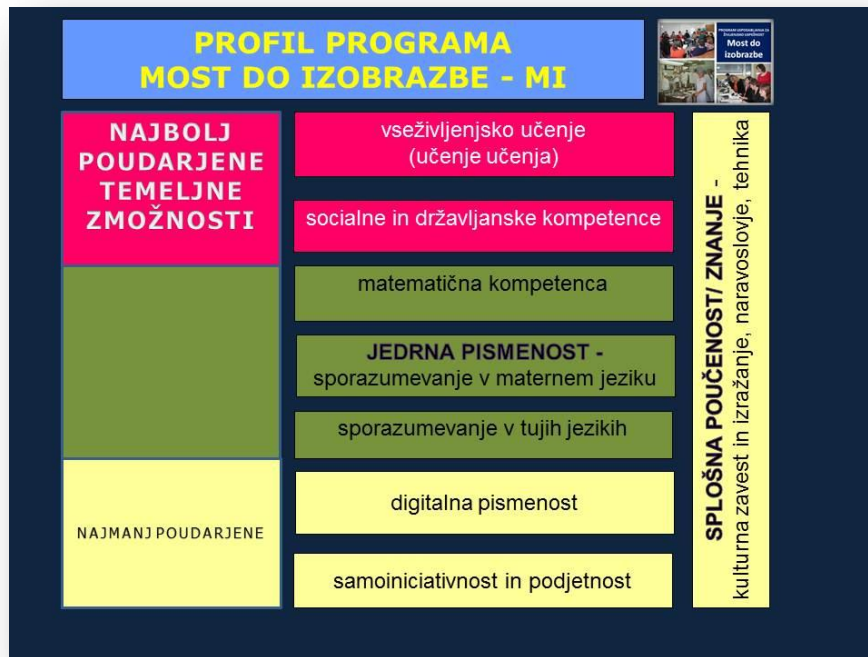 PROFIL PROGRAMA
MOST DO IZOBRAZBE - MI
Most do
izobrazbe
NAJBOLJ
POUDARJENE
TEMELJNE
ZMOŽNOSTI
vseživljenjsko učenje
(učenje učenja)
socialne in državljanske kompetence
matematična kompetenca
JEDRNA PISMENOST -
sporazumevanje v maternem jeziku
sporazumevanje v tujih jezikih
NAJMANJ POUDARJENE
digitalna pismenost
samoiniciativnost in podjetnost
SPLOŠNA POUČENOST/ ZNANJE -
kulturna zavest in izražanje, naravoslovje, tehnika